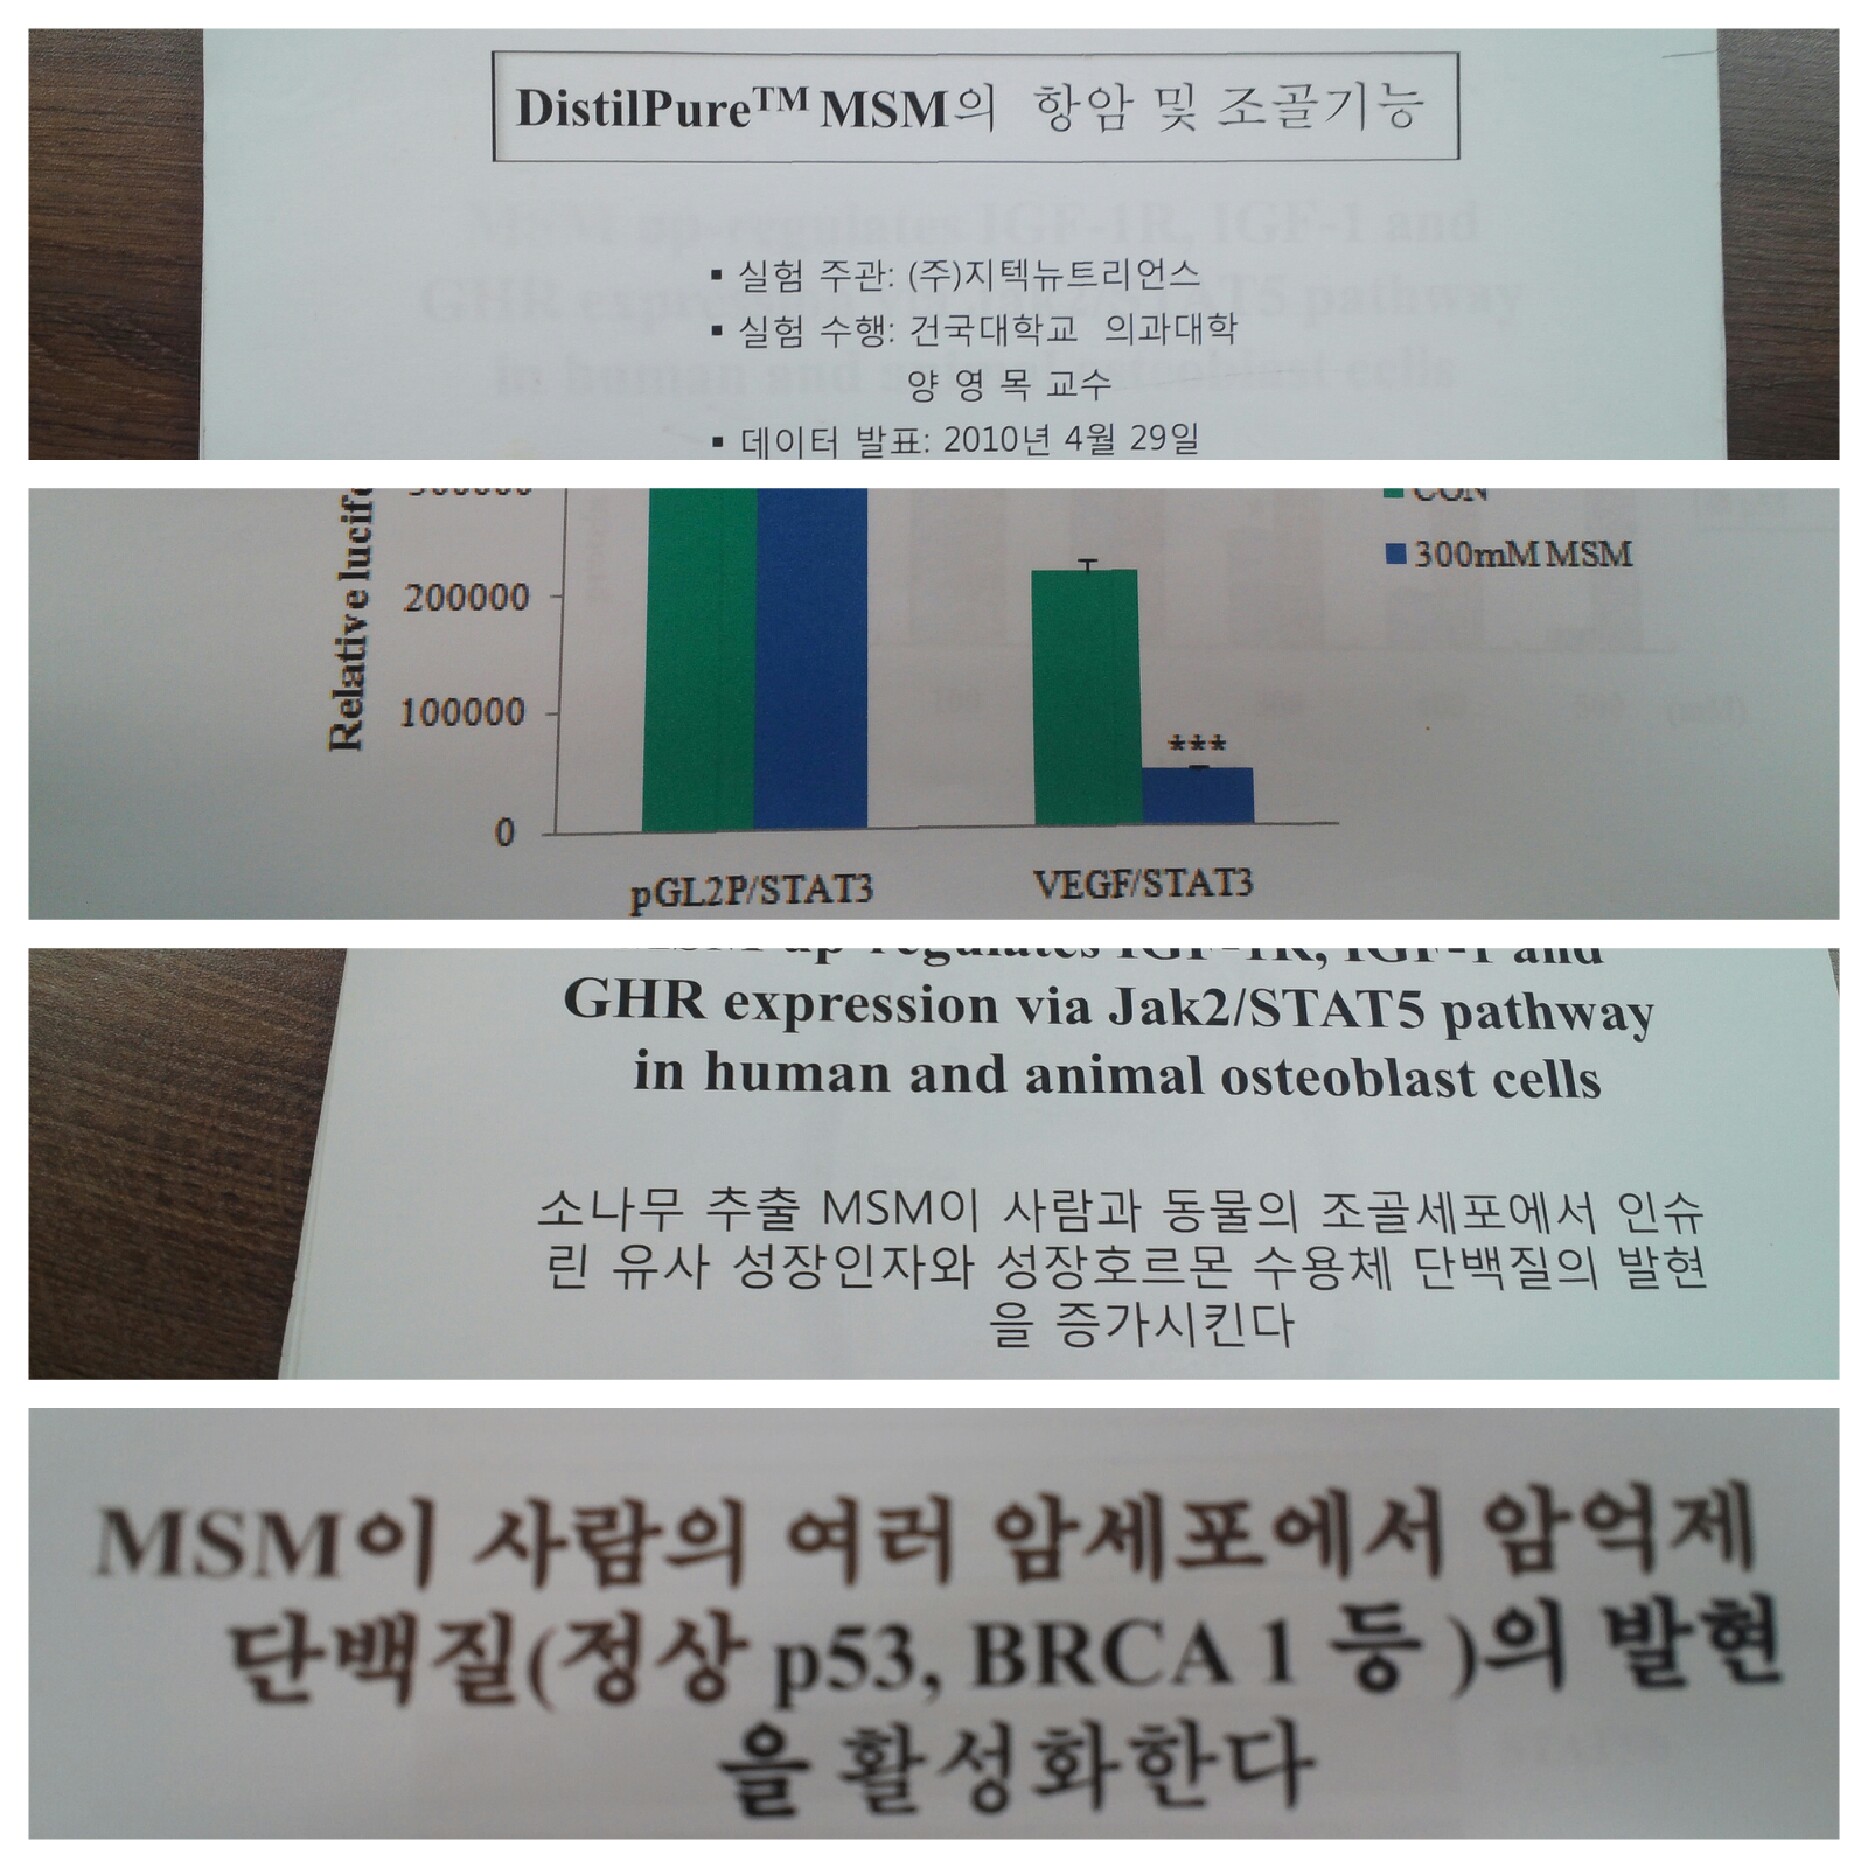 DistilPure™ MSM의 항암 및 조골기능
▪ 실험 주관: (주)지텍뉴트리언스
▪ 실험 수행: 건국대학교 의과대학
양 영 목 교수
▪ 데이터 발표: 2010년 4월 29일
Relative
CON
300mM MSM
200000
100000
***
0
pGL2P/STAT3 VEGF/STAT3
up-regulates IGF-1R, IGF-1 and
GHR expression via Jak2/STAT5 pathway
in human and animal osteoblast cells
소나무 추출 MSM이 사람과 동물의 조골세포에서 인슈
린 유사 성장인자와 성장호르몬 수용체 단백질의 발현
을 증가시킨다
MSM이 사람의 여러 암세포에서 암억제
단백질(정상 p53, BRCA 1 등 )의 발현
을 활성화한다